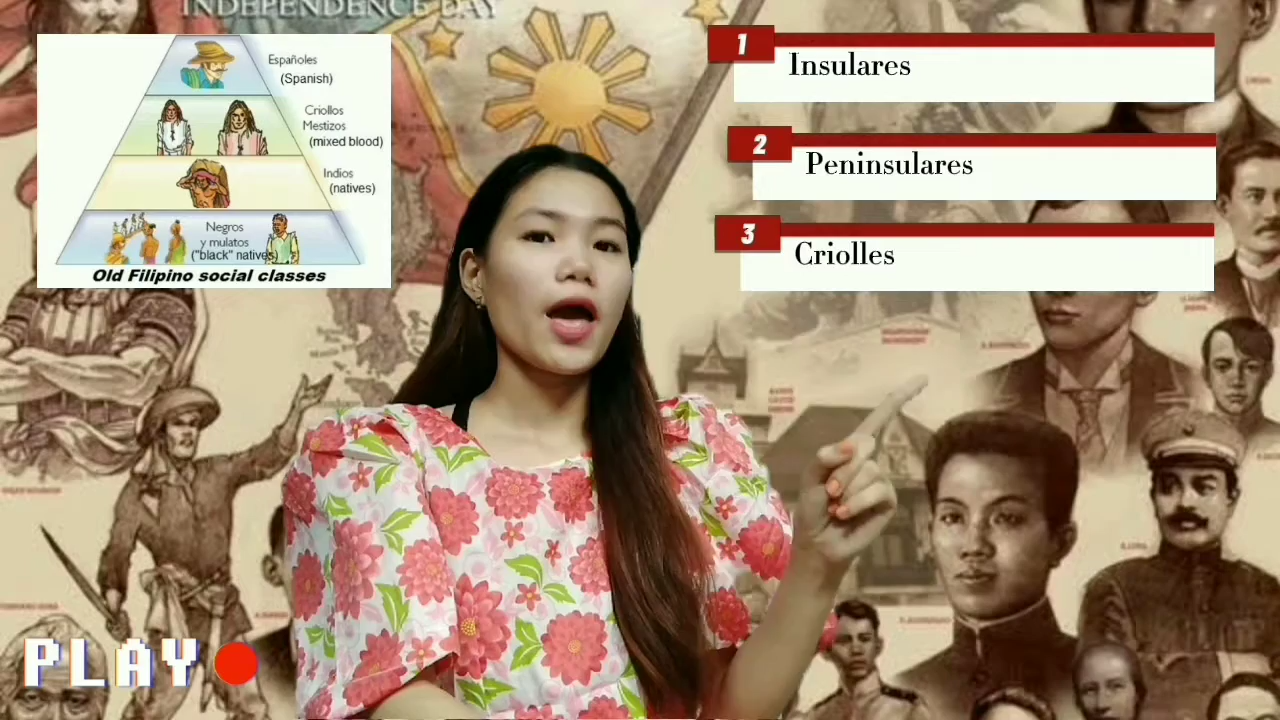 INDEPENDENCE DAY
Españoles
(Spanish)
Criollos
Mestizos
(mixed blood)
Indios
(natives)
Negros
y mulatos
("black" natives)
Old Filipino social classes
1
Insulares
2
Peninsulares
3
Criolles
PLAY